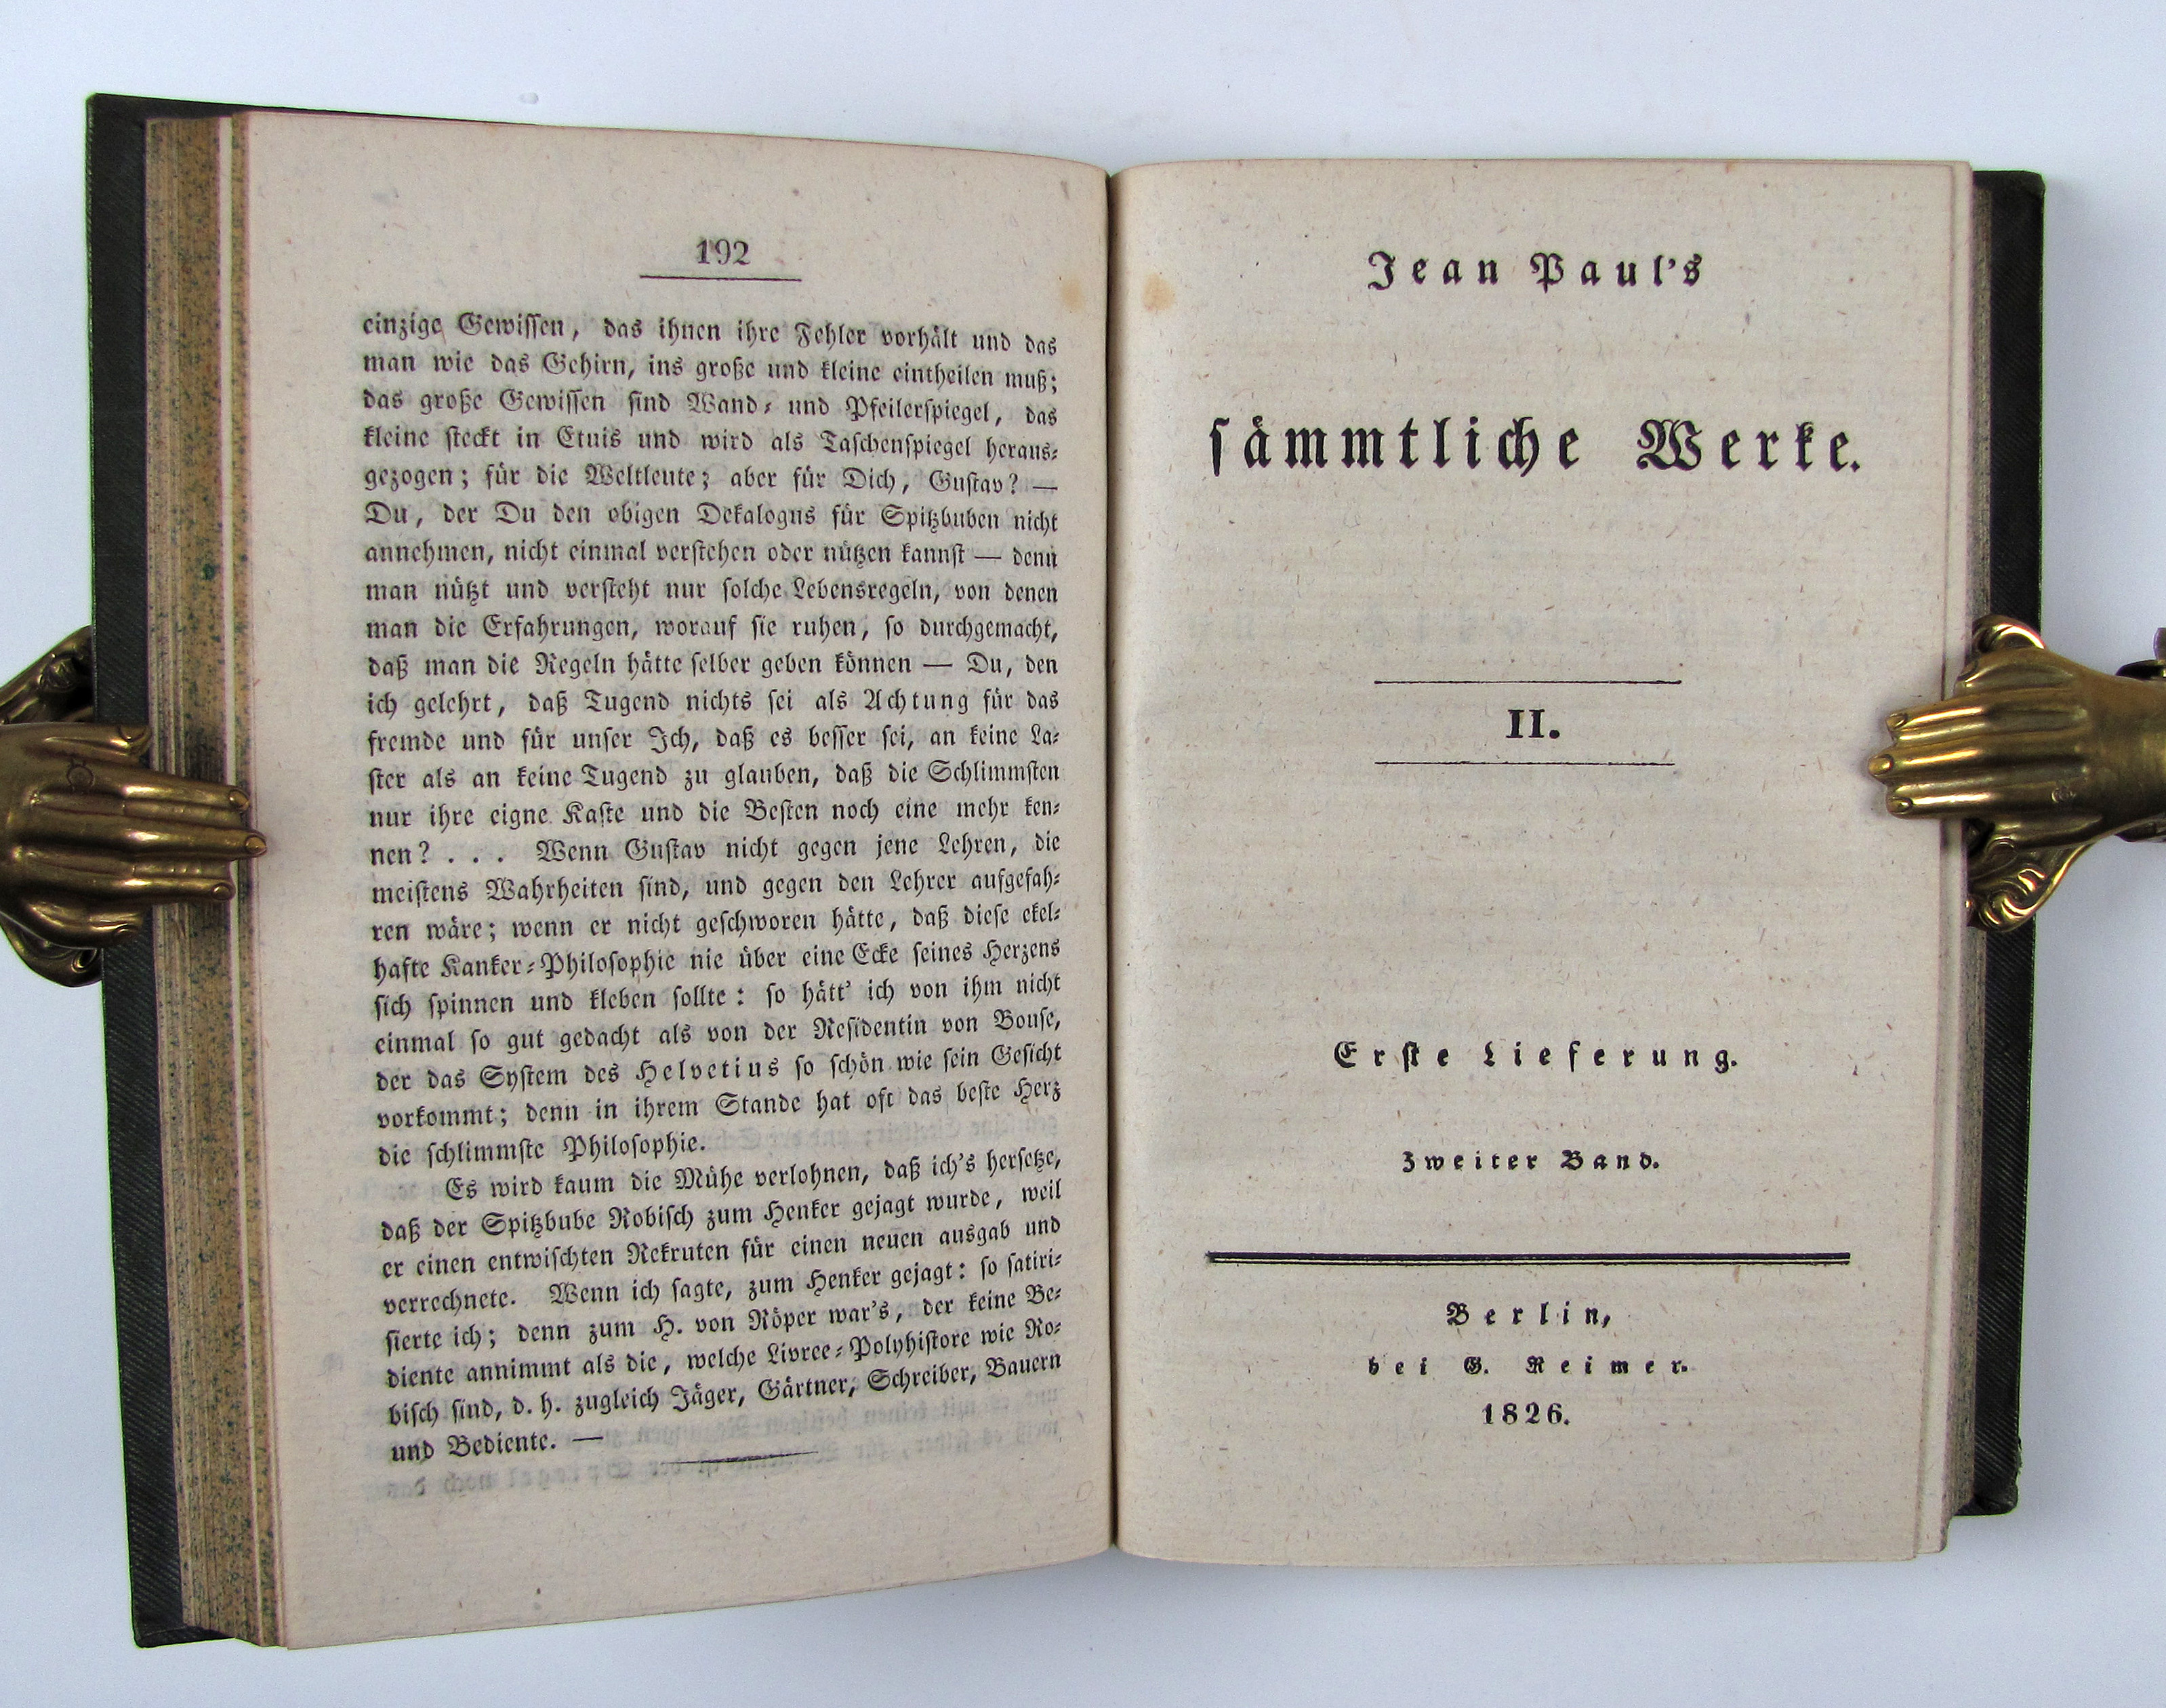 192
einzige Gewiſſen, das ihnen ihre Fehler vorhält und das
man wie das Gehirn, ins große und kleine eintheilen muß;
das große Gewiſſen ſind Wand⸗ und Pfeilerſpiegel, das
kleine ſteckt in Etuis und wird als Taſchenſpiegel heraus⸗
gezogen; für die Weltleute; aber für Dich, Guſtav? —
Du, der Du den obigen Dekalogus für Spitzbuben nicht
annehmen, nicht einmal verſtehen oder nützen kannſt — denn
man nützt und verſteht nur ſolche Lebensregeln, von denen
man die Erfahrungen, worauf ſie ruhen, ſo durchgemacht,
daß man die Regeln hätte ſelber geben können — Du, den
ich gelehrt, daß Tugend nichts ſei als Achtung für das
fremde und für unſer Ich, daß es beſſer ſei, an keine La⸗
ſter als an keine Tugend zu glauben, daß die Schlimmſten
nur ihre eigne Kaſte und die Beſten noch eine mehr ken⸗
nen? . . . Wenn Guſtav nicht gegen jene Lehren, die
meiſtens Wahrheiten ſind, und gegen den Lehrer aufgefah⸗
ren wäre; wenn er nicht geſchworen hätte, daß dieſe ekel⸗
hafte Kanker⸗Philoſophie nie über eine Ecke ſeines Herzens
ſich ſpinnen und kleben ſollte: ſo hätt' ich von ihm nicht
einmal ſo gut gedacht als von der Reſidentin von Bouſe,
der das Syſtem des Helvetius ſo ſchön wie ſein Geſicht
vorkommt; denn in ihrem Stande hat oft das beſte Herz
die ſchlimmſte Philoſophie.
Es wird kaum die Mühe verlohnen, daß ich's herſetze,
daß der Spitzbube Robiſch zum Henker gejagt wurde, weil
er einen entwiſchten Rekruten für einen neuen ausgab und
verrechnete. Wenn ich ſagte, zum Henker gejagt: ſo ſatiri⸗
ſierte ich; denn zum H. von Röper war's, der keine Be⸗
diente annimmt als die, welche Livree⸗Polyhiſtore wie Ro⸗
biſch ſind, d. h. zugleich Jäger, Gärtner, Schreiber, Bauern
und Bediente. —
Jean Paul's
ſämmtliche Werke.
II.
Erſte Lieferung.
Zweiter Band.
Berlin,
bei G. Reimer.
1826.